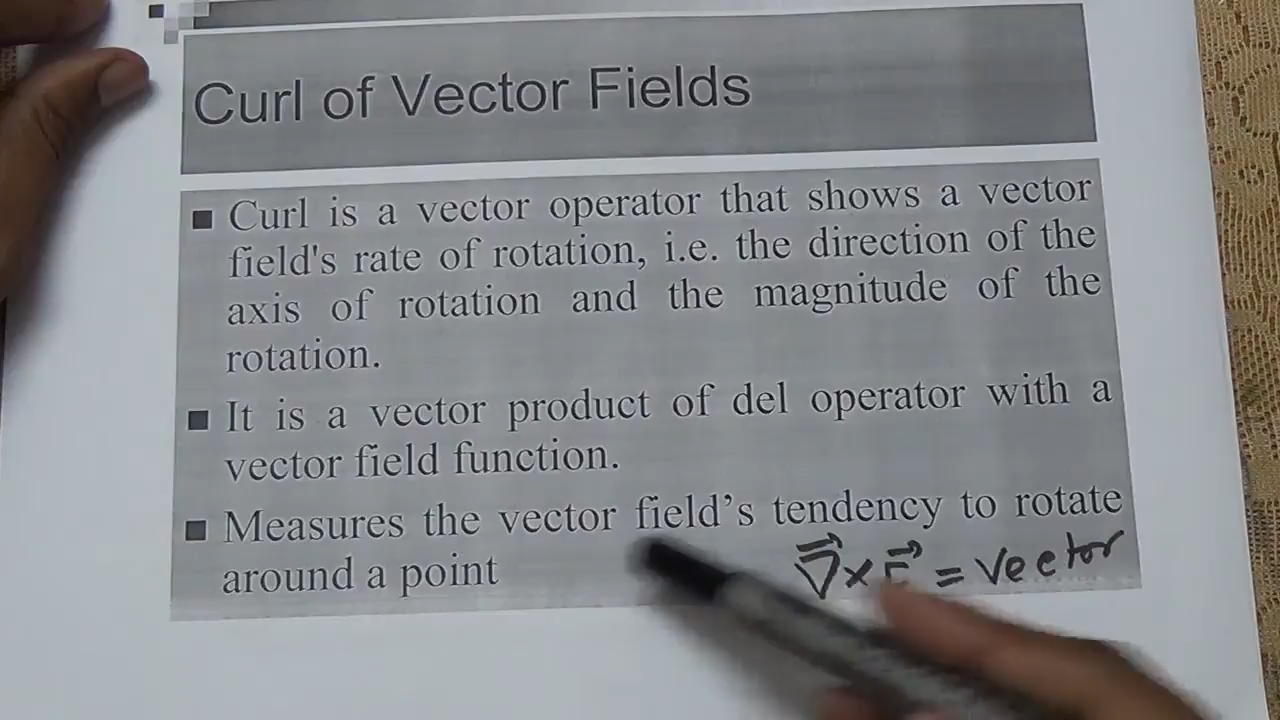 Curl of Vector Fields
■ Curl is a vector operator that shows a vector
field's rate of rotation, i.e. the direction of the
axis of rotation and the magnitude of the
rotation.
■ It is a vector product of del operator with a
vector field function.
■ Measures the vector field’s tendency to rotate
around a point
∇⃗ × = vector